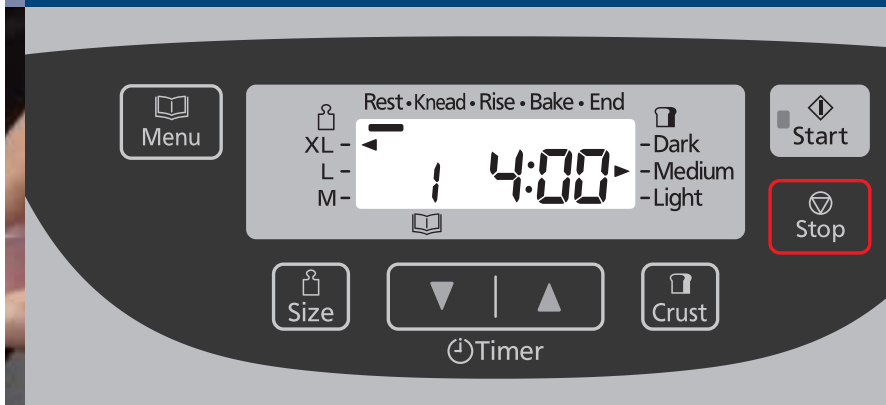 Menu
Rest • Knead • Rise • Bake • End
XL -
L -
M -
1 4:00
- Dark
- Medium
- Light
Start
Stop
Size
Timer
Crust